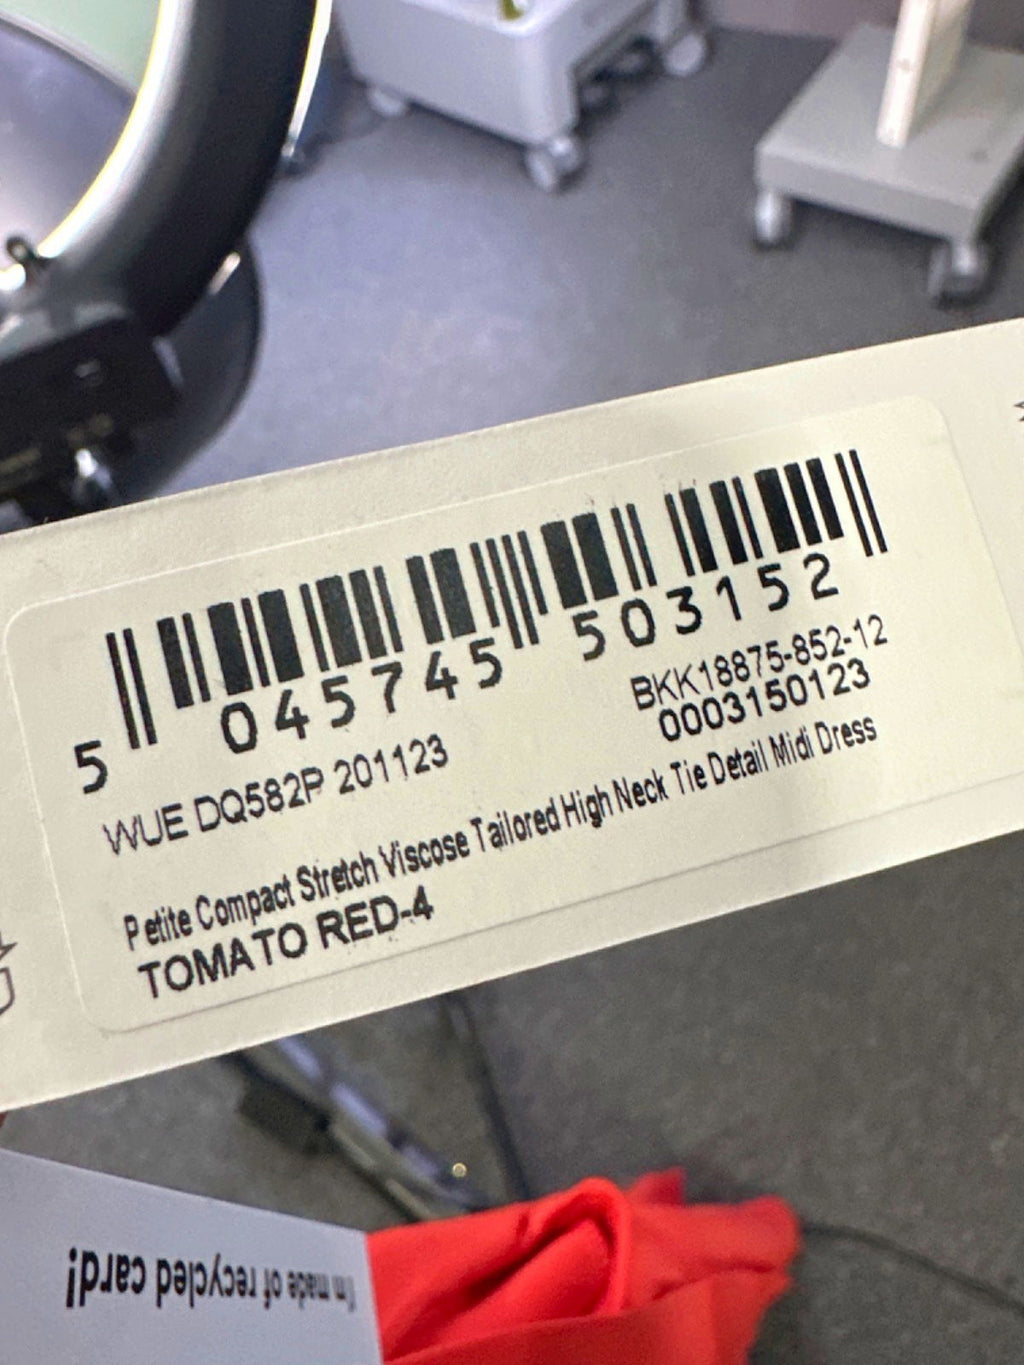 5 045745 503152
WUE DQ582P 201123
BKK18875-852-12
0003150123
Petite Compact Stretch Viscose Tailored High Neck Tie Detail Midi Dress
TOMATO RED-4
I'm made of recycled card!